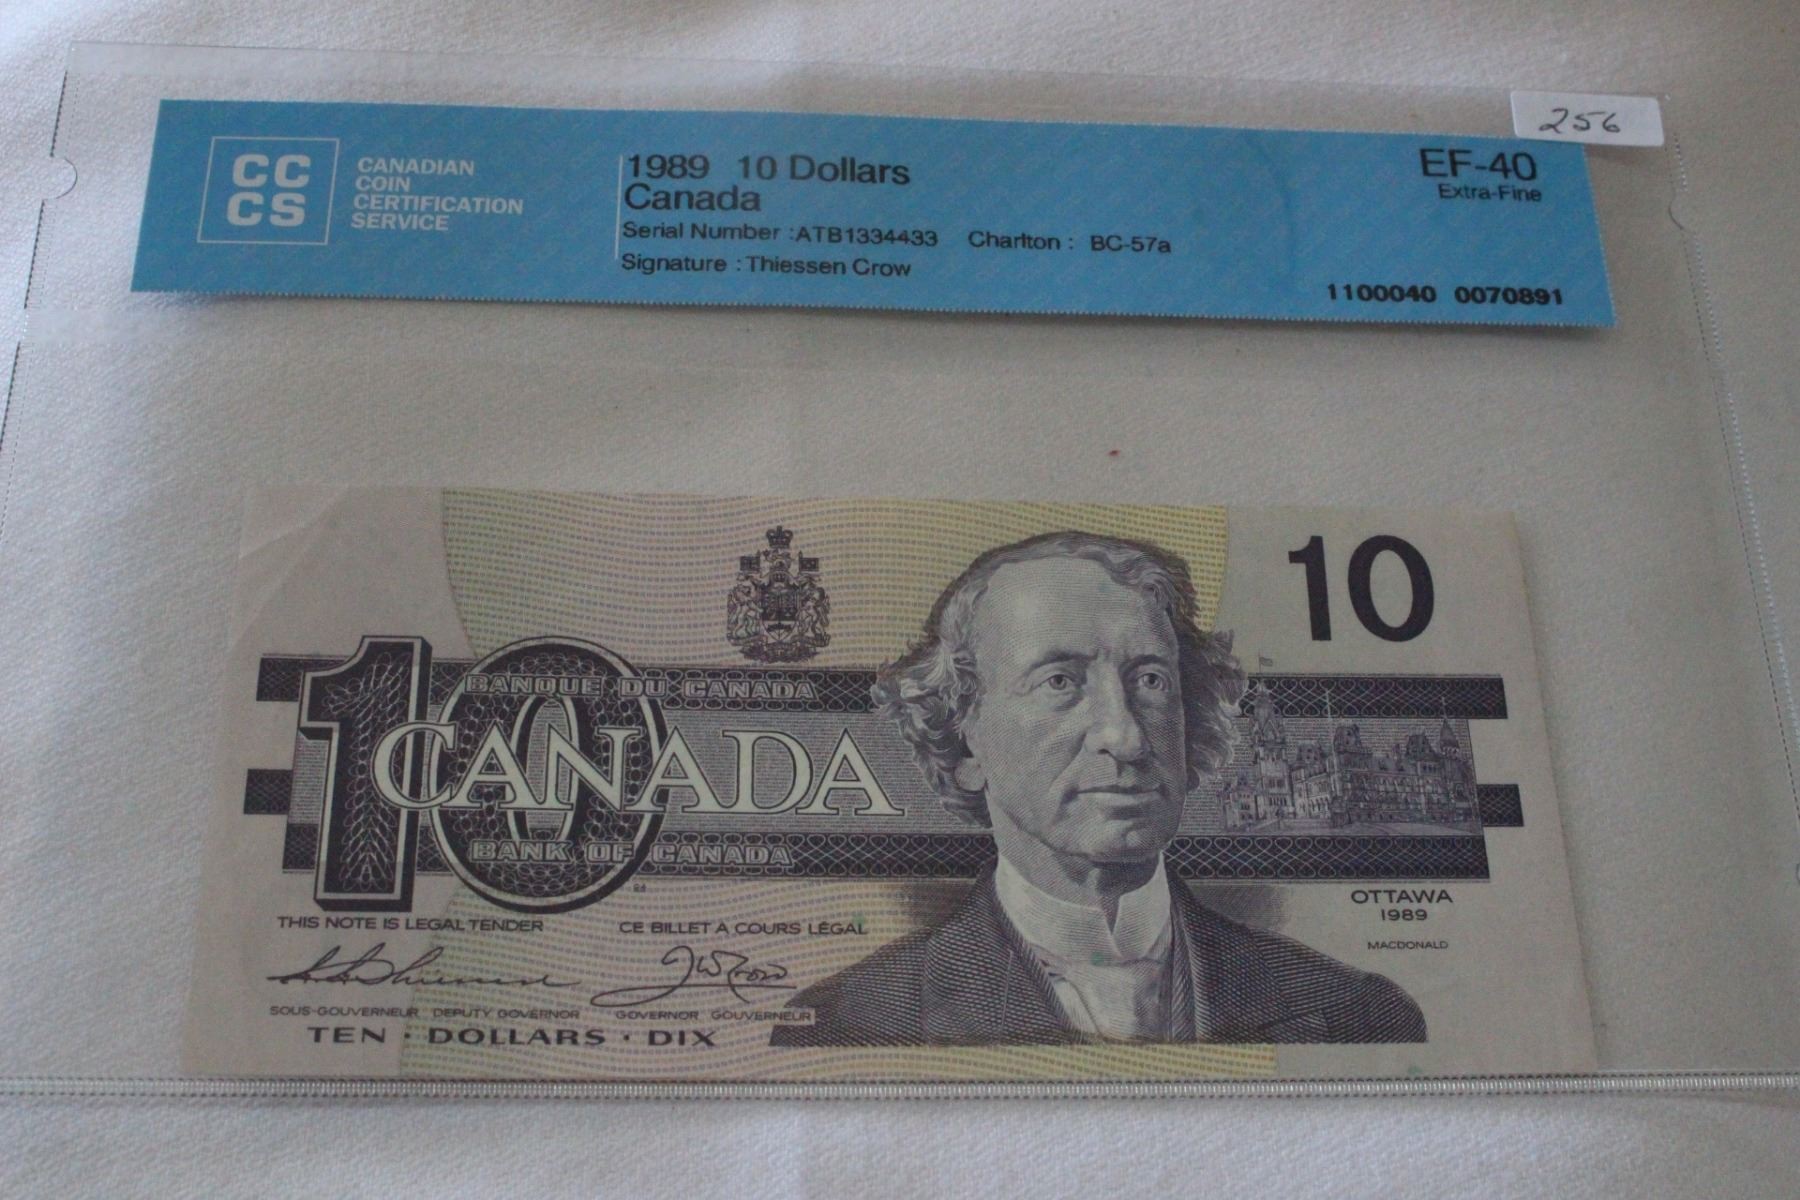 256
CC
CS
CANADIAN
COIN
CERTIFICATION
SERVICE
1989 10 Dollars
Canada
Serial Number :ATB1334433 Charlton : BC-57a
Signature : Thiessen Crow
EF-40
Extra-Fine
1100040 0070891
10
10
BANQUE DU CANADA
CANADA
BANK OF CANADA
THIS NOTE IS LEGAL TENDER CE BILLET A COURS LÉGAL
OTTAWA
1989
MACDONALD
SOUS-GOUVERNEUR DEPUTY GOVERNOR GOVERNOR GOUVERNEUR
TEN · DOLLARS · DIX